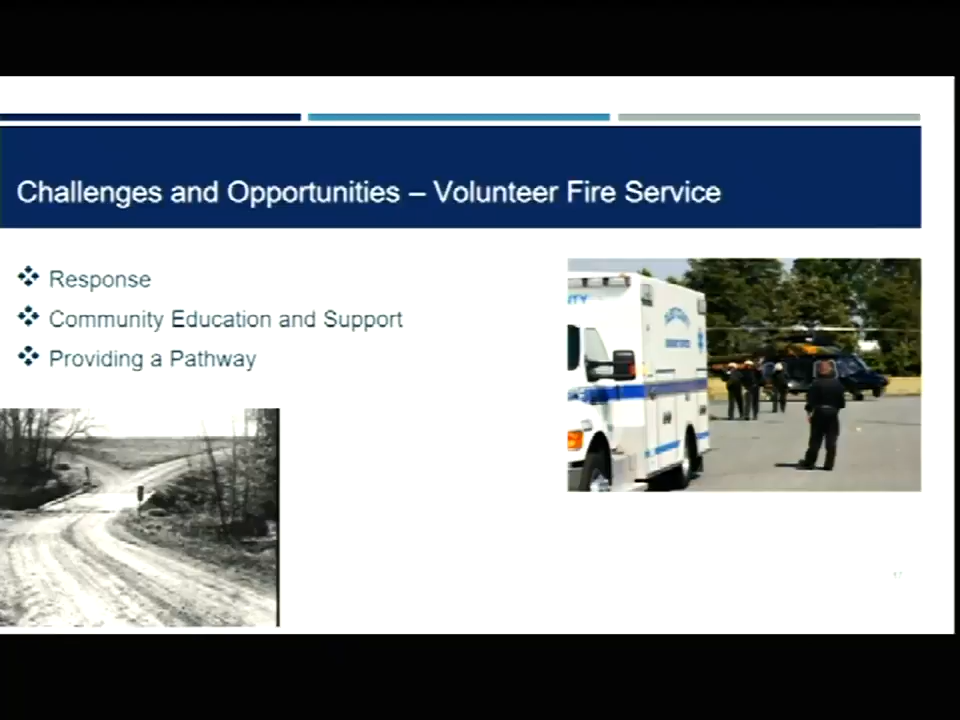 Challenges and Opportunities – Volunteer Fire Service
Response
Community Education and Support
Providing a Pathway